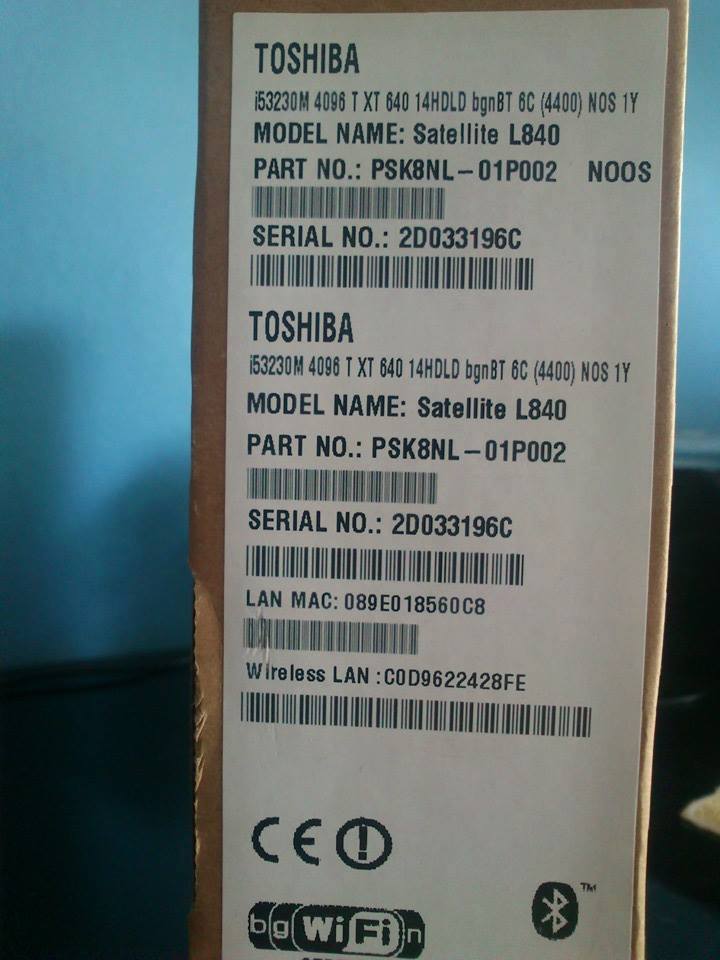 TOSHIBA
i53230M 4096 T XT 640 14HDLD bgnBT 6C (4400) NOS 1Y
MODEL NAME: Satellite L840
PART NO.: PSK8NL-01P002 NOOS
SERIAL NO.: 2D033196C
TOSHIBA
i53230M 4096 T XT 640 14HDLD bgnBT 6C (4400) NOS 1Y
MODEL NAME: Satellite L840
PART NO.: PSK8NL-01P002
SERIAL NO.: 2D033196C
LAN MAC: 089E018560C8
Wireless LAN :C0D9622428FE
CE
TM
bg WiFi n